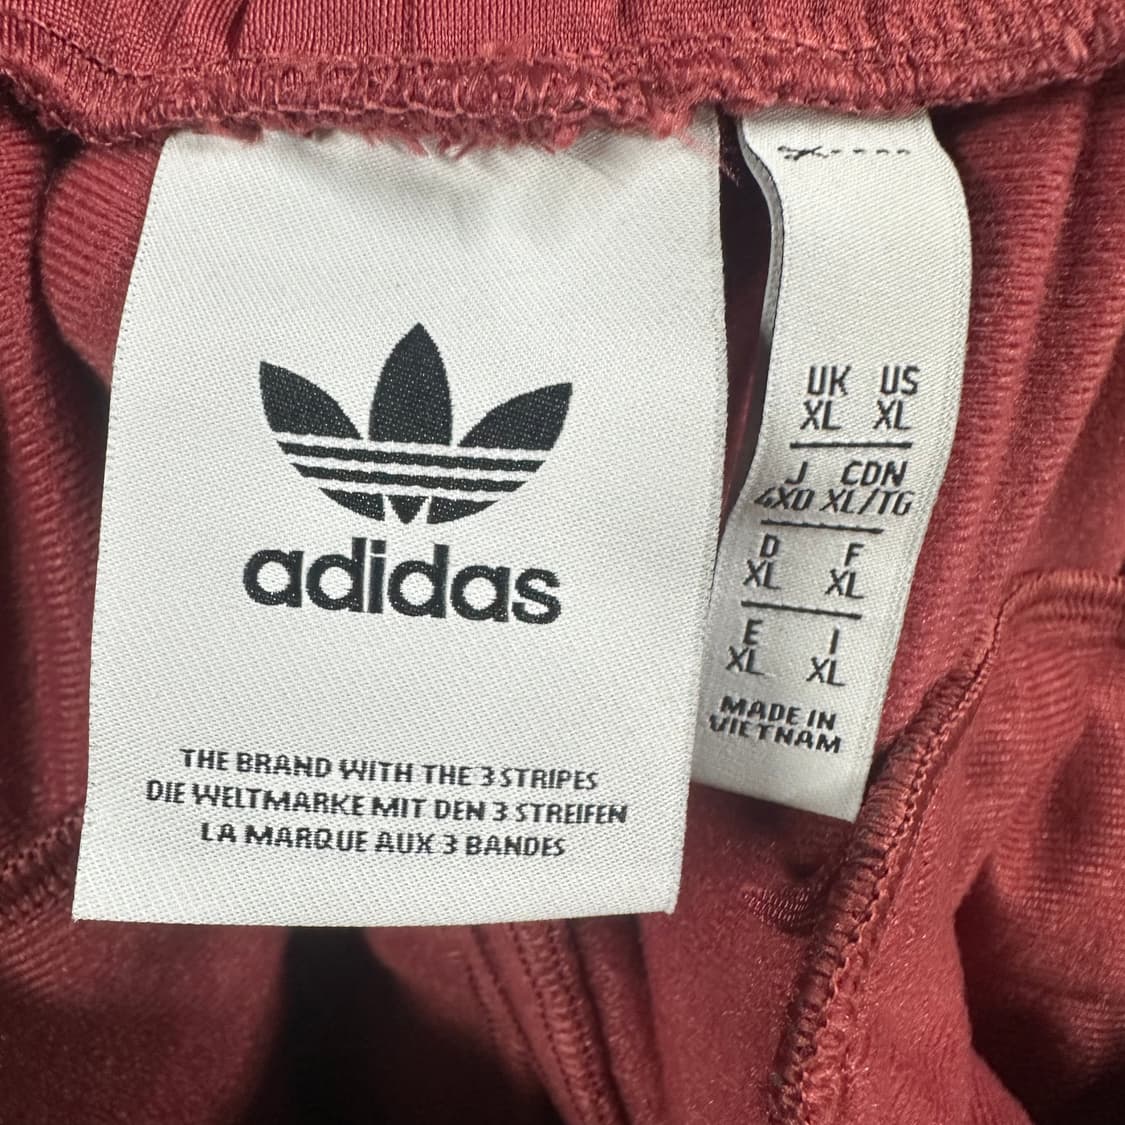 adidas
THE BRAND WITH THE 3 STRIPES
DIE WELTMARKE MIT DEN 3 STREIFEN
LA MARQUE AUX 3 BANDES
UK US
XL XL
J CDN
4XO XL/TG
D F
XL XL
E I
XL XL
MADE IN
VIETNAM